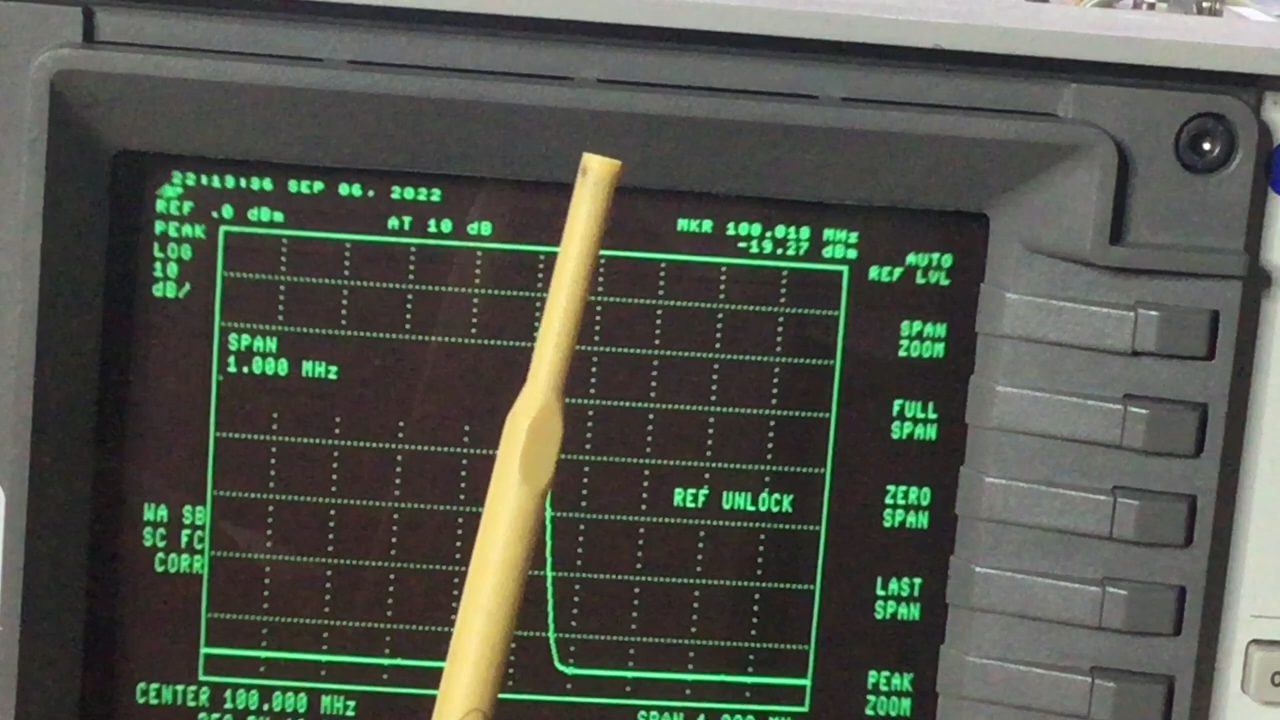 22:19:36 SEP 06, 2022
REF .0 dBm AT 10 dB MKR 100.010 MHz
-19.27 dBm
PEAK
LOG
10
dB/
AUTO
REF LVL
SPAN
1.000 MHz
SPAN
ZOOM
FULL
SPAN
REF UNLOCK
ZERO
SPAN
WA SB
SC FC
CORR
LAST
SPAN
PEAK
ZOOM
CENTER 100.000 MHz
SPAN